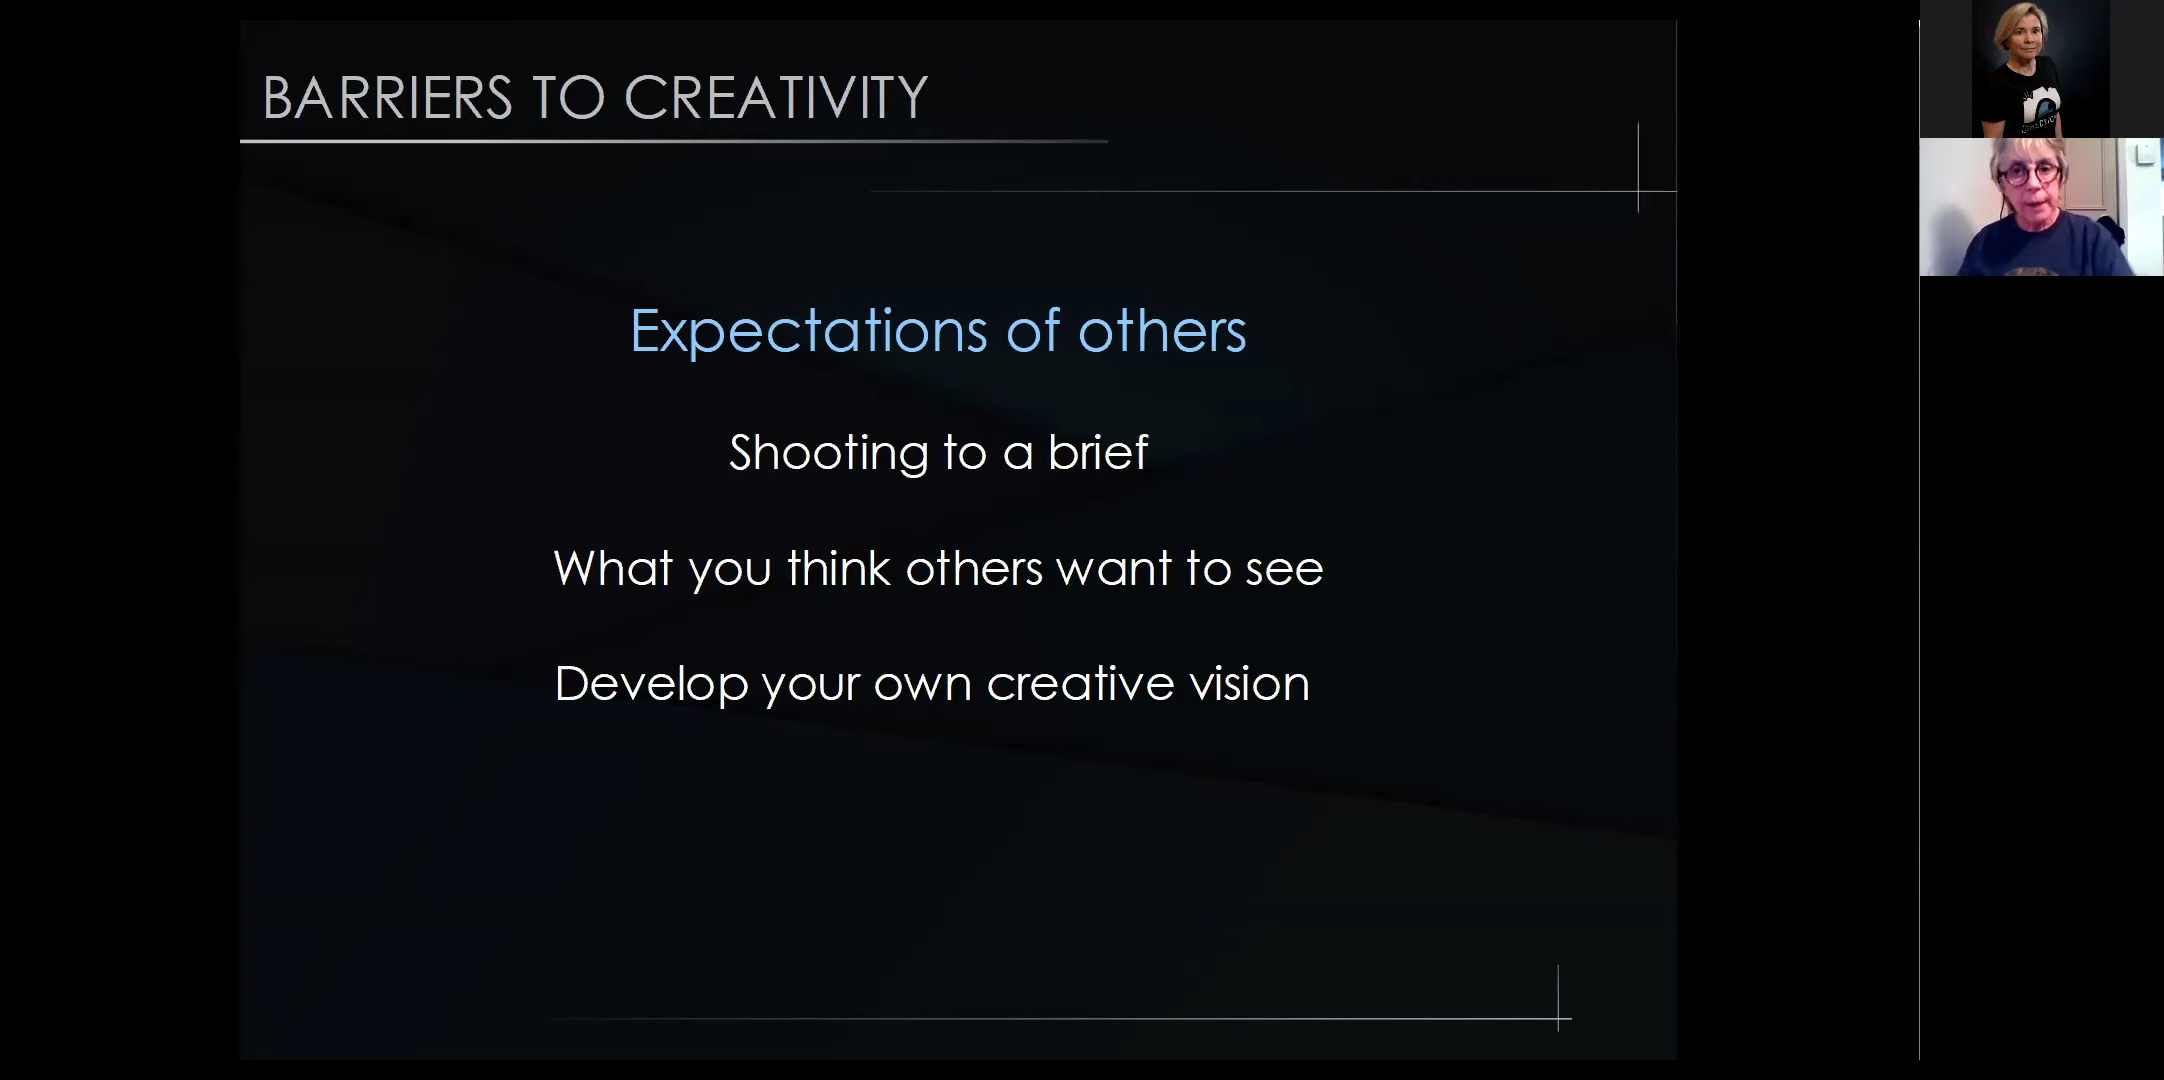 BARRIERS TO CREATIVITY
Expectations of others
Shooting to a brief
What you think others want to see
Develop your own creative vision